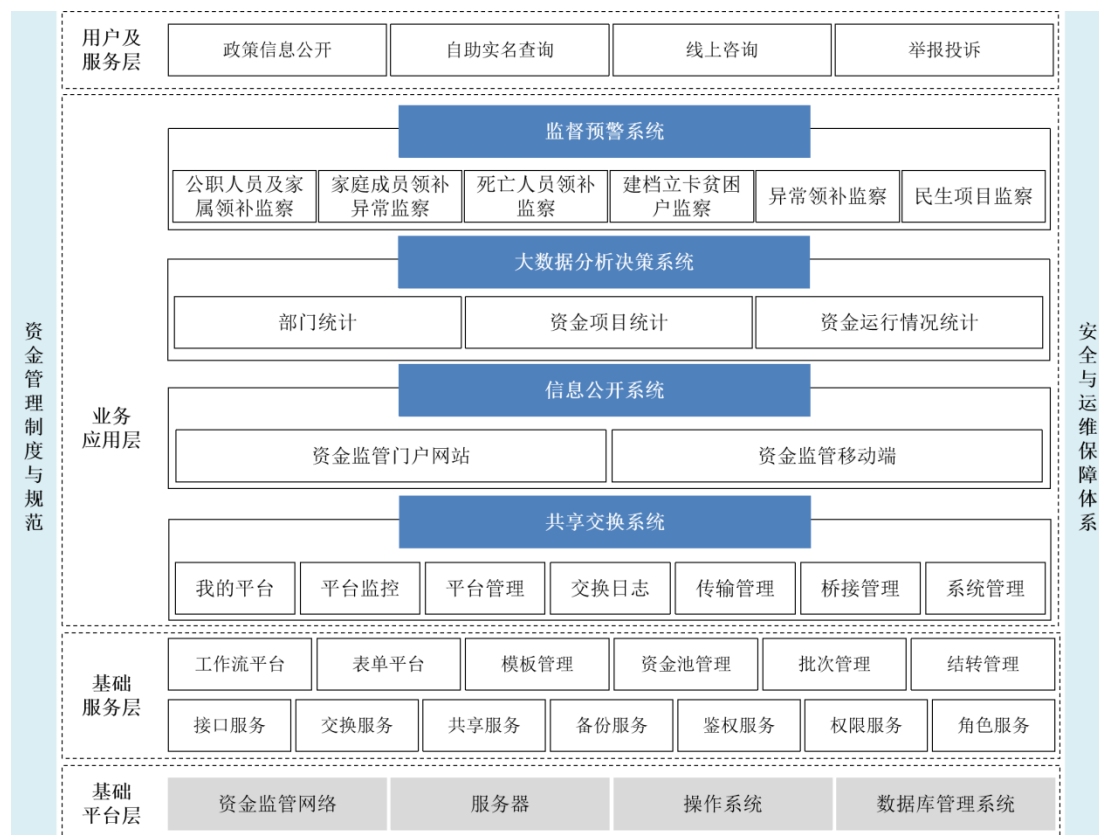 资金管理制度与规范
用户及
服务层
政策信息公开
自助实名查询
线上咨询
举报投诉
业务
应用层
监督预警系统
公职人员及家
属领补监察
家庭成员领补
异常监察
死亡人员领补
监察
建档立卡贫困
户监察
异常领补监察
民生项目监察
大数据分析决策系统
部门统计
资金项目统计
资金运行情况统计
信息公开系统
资金监管门户网站
资金监管移动端
共享交换系统
我的平台
平台监控
平台管理
交换日志
传输管理
桥接管理
系统管理
基础
服务层
工作流平台
表单平台
模板管理
资金池管理
批次管理
结转管理
接口服务
交换服务
共享服务
备份服务
鉴权服务
权限服务
角色服务
基础
平台层
资金监管网络
服务器
操作系统
数据库管理系统
安全与运维保障体系